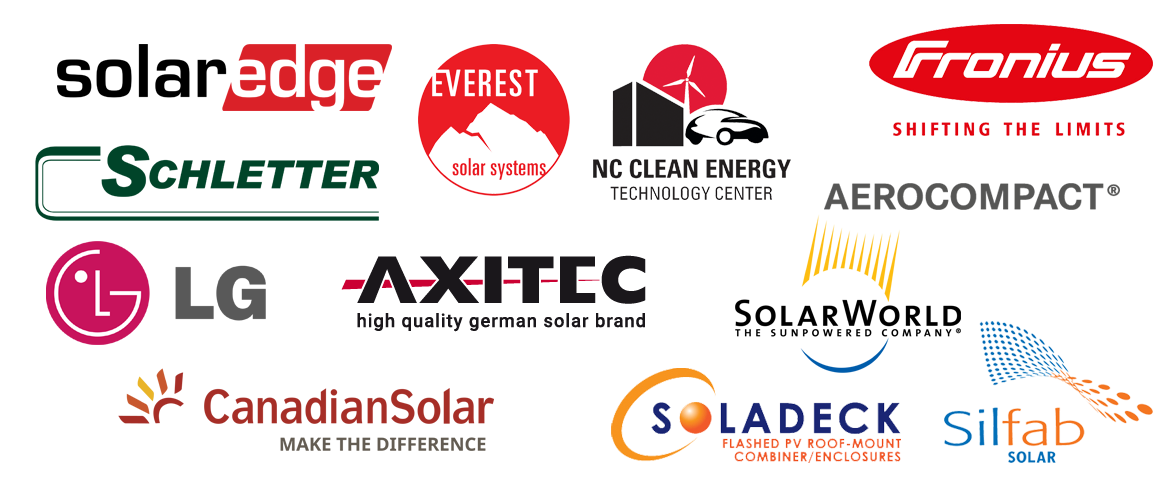 solaredge
EVEREST
solar systems
NC CLEAN ENERGY
TECHNOLOGY CENTER
Fronius
SHIFTING THE LIMITS
SCHLETTER
AEROCOMPACT®
LG
AXITEC
high quality german solar brand
SOLARWORLD
THE SUNPOWERED COMPANY®
CanadianSolar
MAKE THE DIFFERENCE
SOLADECK
FLASHED PV ROOF-MOUNT
COMBINER/ENCLOSURES
Silfab
SOLAR